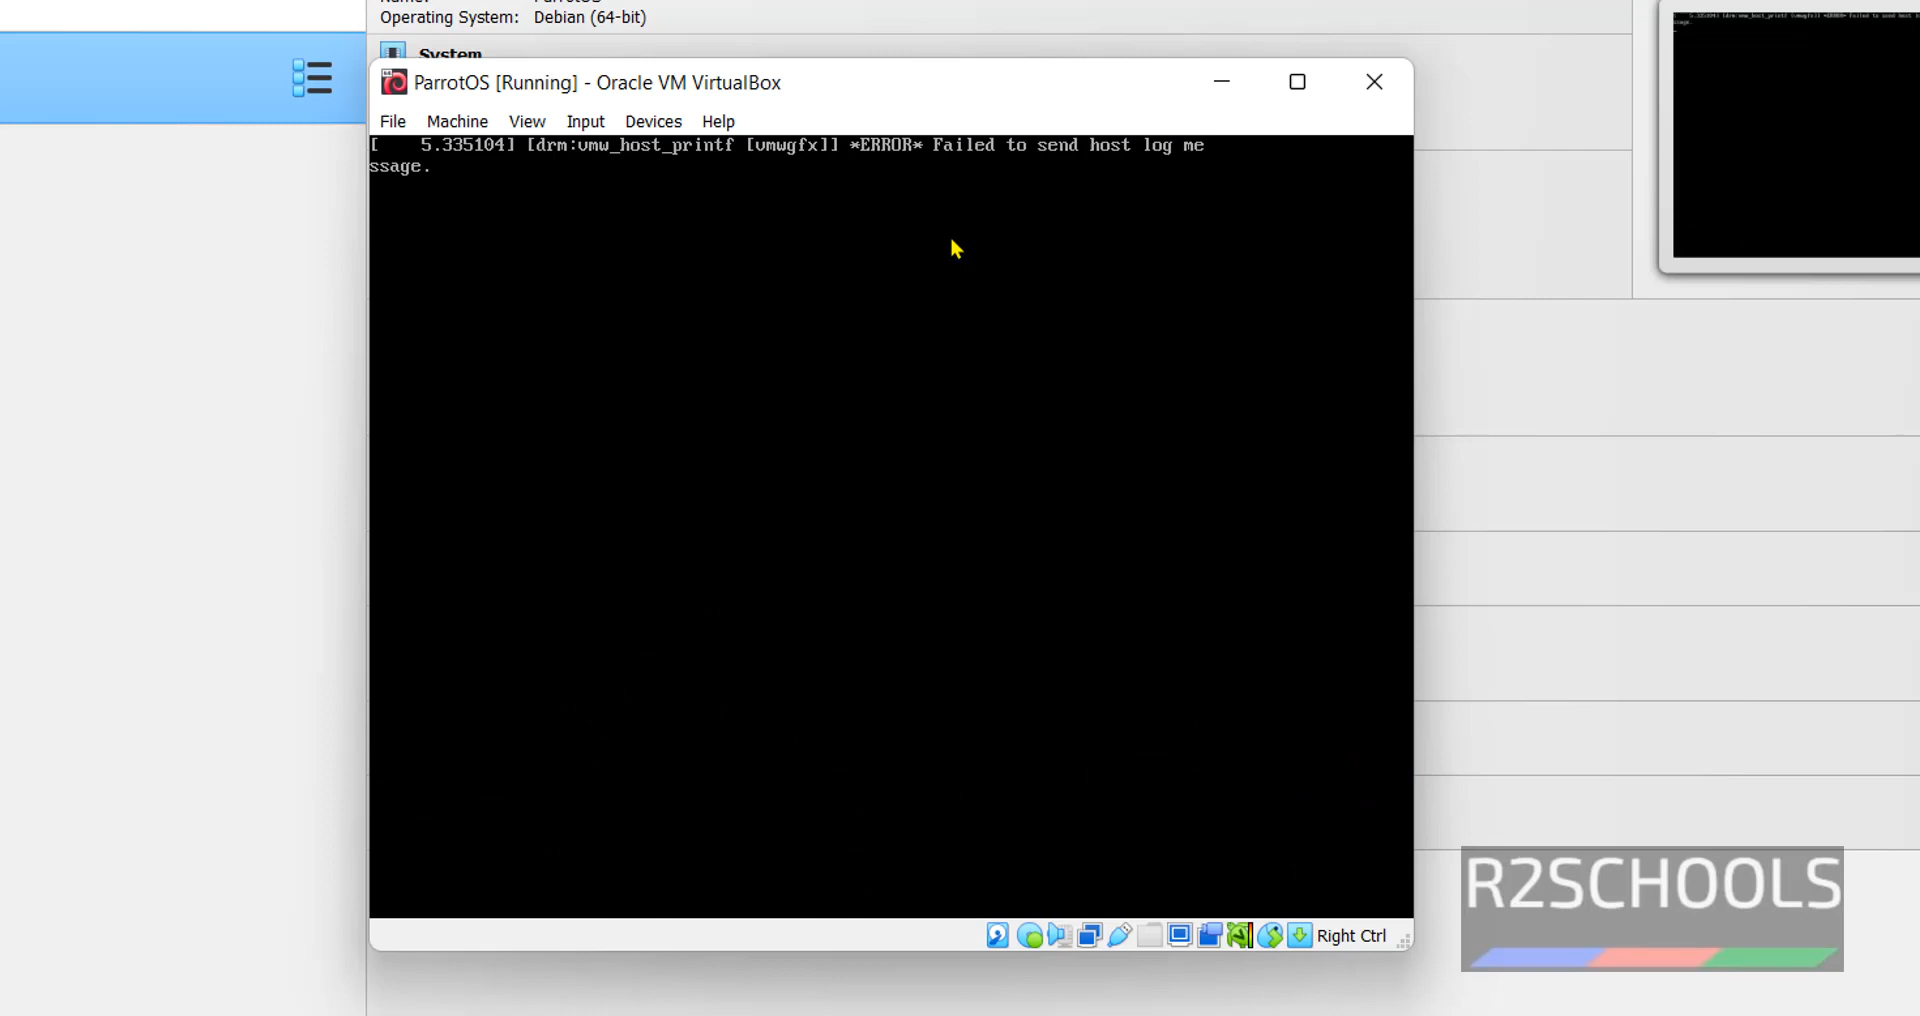 Operating System: Debian (64-bit)
System
ParrotOS [Running] - Oracle VM VirtualBox
File Machine View Input Devices Help
[    5.335104] [drm:vmw_host_printf [vmwgfx]] *ERROR* Failed to send host log me
ssage.
Right Ctrl
R2SCHOOLS